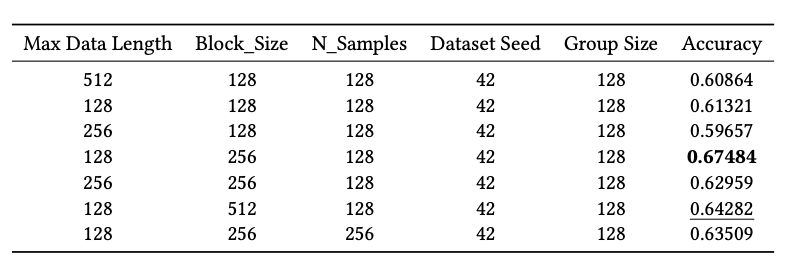 Max Data Length Block_Size N_Samples Dataset Seed Group Size Accuracy
512 128 128 42 128 0.60864
128 128 128 42 128 0.61321
256 128 128 42 128 0.59657
128 256 128 42 128 0.67484
256 256 128 42 128 0.62959
128 512 128 42 128 0.64282
128 256 256 42 128 0.63509